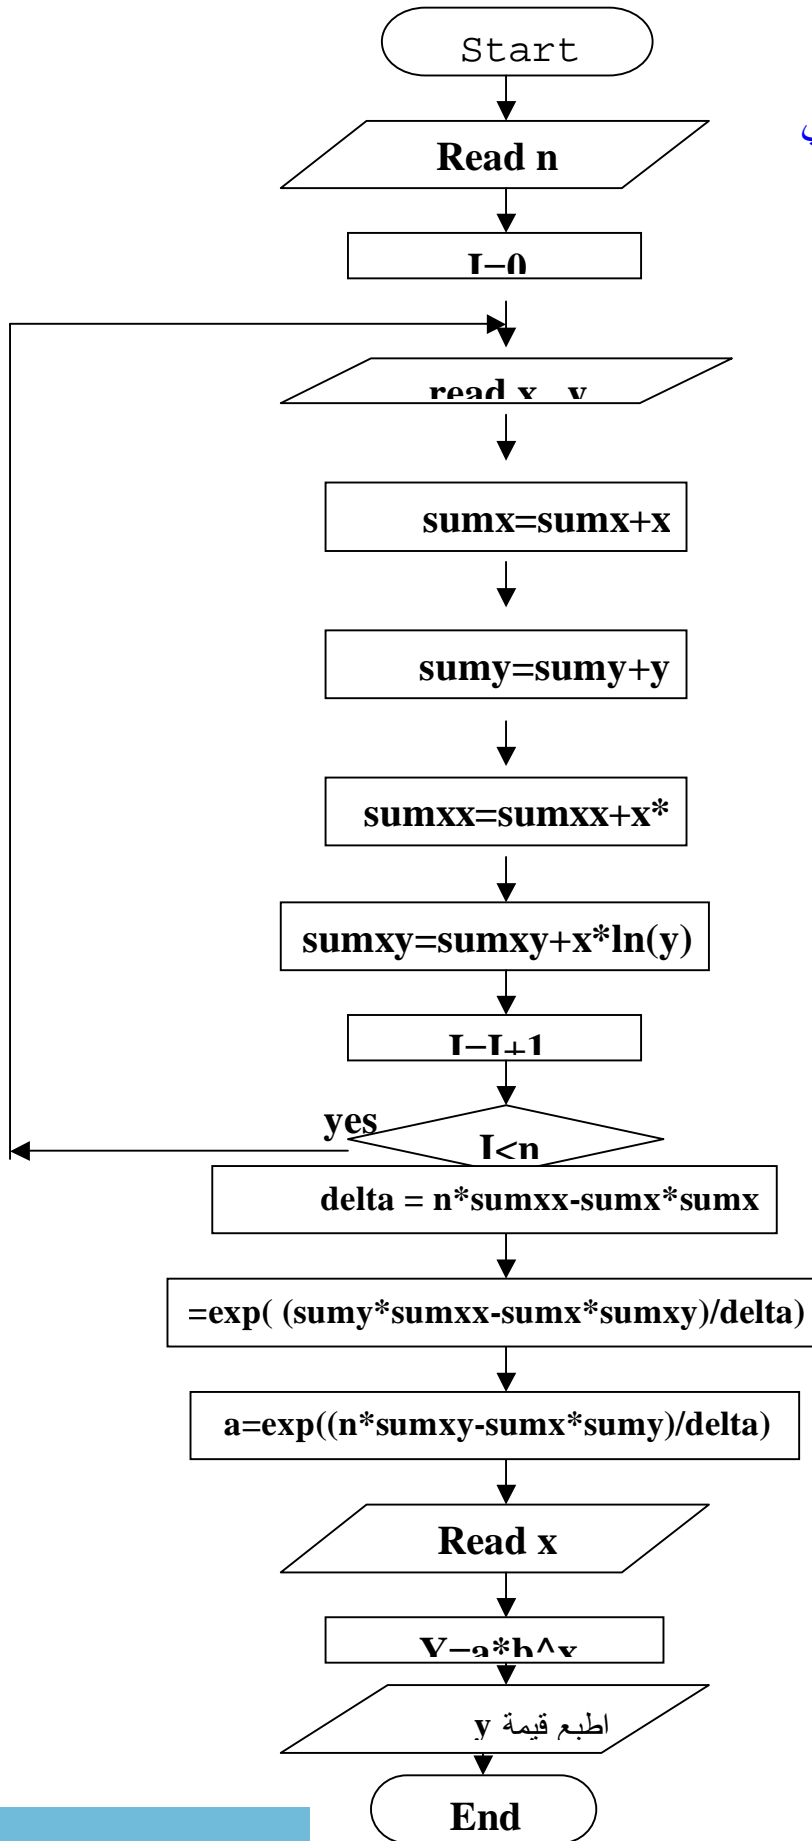 Start
Read n
I=0
read x , y
sumx=sumx+x
sumy=sumy+y
sumxx=sumxx+x*
sumxy=sumxy+x*ln(y)
I=I+1
yes
I<n
delta = n*sumxx-sumx*sumx
=exp( (sumy*sumxx-sumx*sumxy)/delta)
a=exp((n*sumxy-sumx*sumy)/delta)
Read x
Y=a*b^x
اطبع قيمة y
End